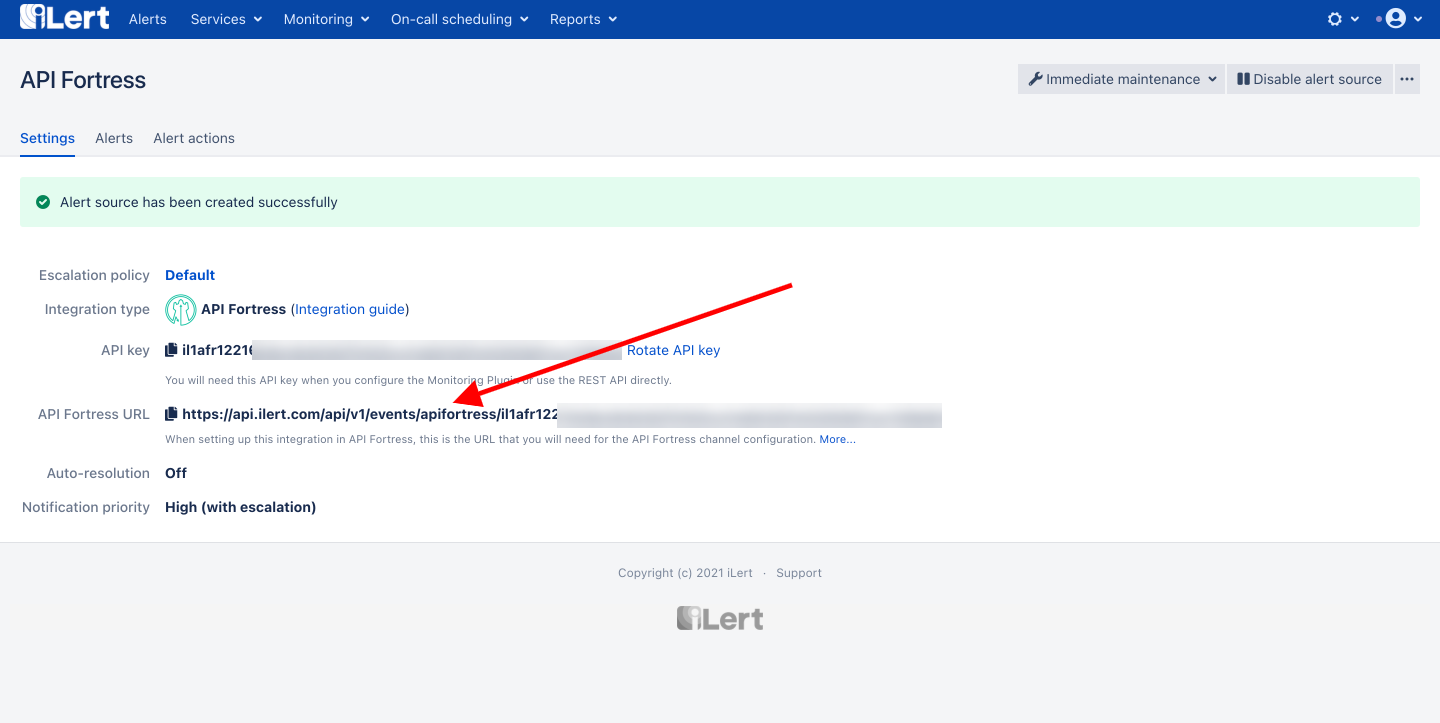 iLert Alerts Services Monitoring On-call scheduling Reports
API Fortress
Immediate maintenance Disable alert source
Settings Alerts Alert actions
Alert source has been created successfully
Escalation policy Default
Integration type API Fortress (Integration guide)
API key il1afr12216 Rotate API key
You will need this API key when you configure the Monitoring Plugin or use the REST API directly.
API Fortress URL https://api.ilert.com/api/v1/events/apifortress/il1afr122
When setting up this integration in API Fortress, this is the URL that you will need for the API Fortress channel configuration. More...
Auto-resolution Off
Notification priority High (with escalation)
Copyright (c) 2021 iLert · Support
iLert